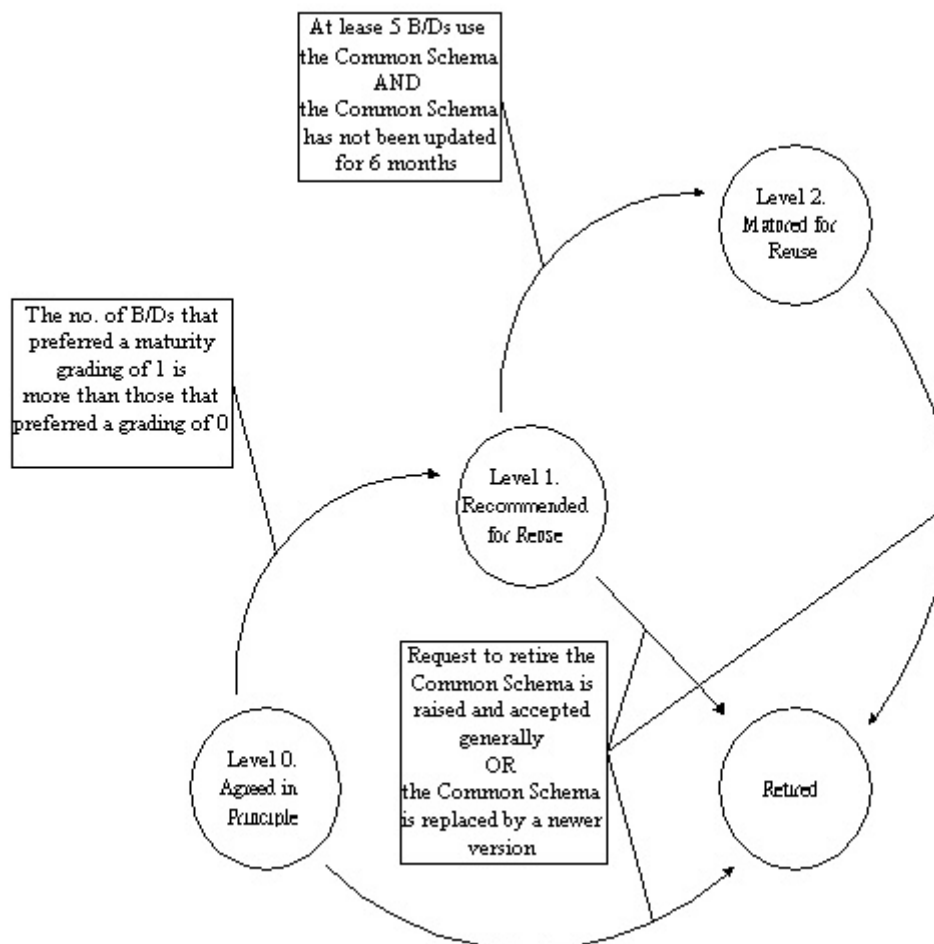 At lease 5 B/Ds use
the Common Schema
AND
the Common Schema
has not been updated
for 6 months
Level 2.
Matured for
Reuse
The no. of B/Ds that
preferred a maturity
grading of 1 is
more than those that
preferred a grading of 0
Level 1.
Recommended
for Reuse
Request to retire the
Common Schema is
raised and accepted
generally
OR
the Common Schema
is replaced by a newer
version
Level 0.
Agreed in
Principle
Retired